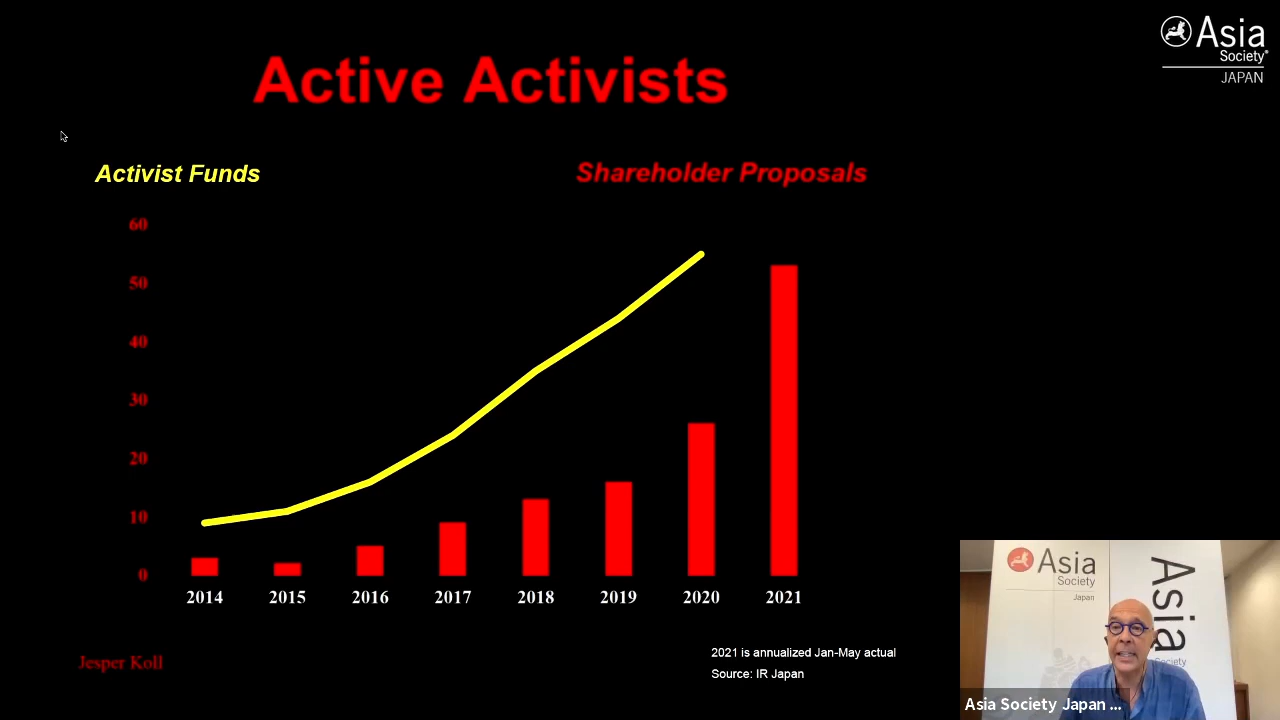 Asia
Society
JAPAN
Active Activists
Activist Funds
Shareholder Proposals
60
50
40
30
20
10
0
2014 2015 2016 2017 2018 2019 2020 2021
Jesper Koll
2021 is annualized Jan-May actual
Source: IR Japan
Asia
Society
Japan
Asia
Society
Asia Society Japan ...